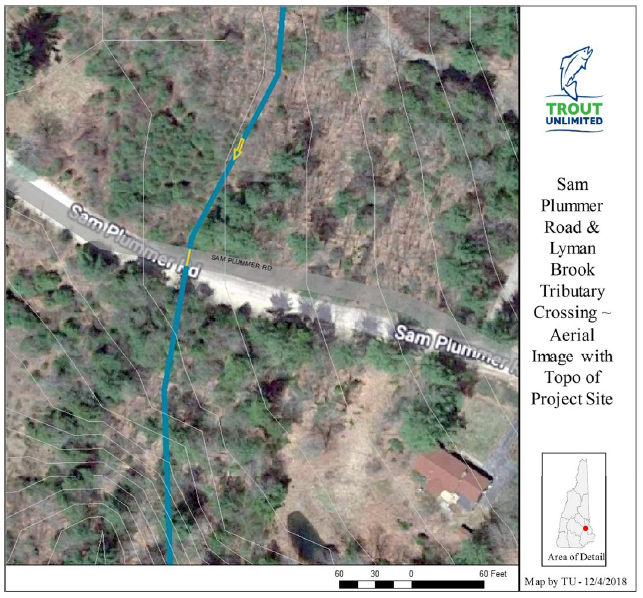 Sam Plummer Rd
SAM PLUMMER RD
Sam Plummer R
TROUT
UNLIMITED
Sam
Plummer
Road &
Lyman
Brook
Tributary
Crossing ~
Aerial
Image with
Topo of
Project Site
Area of Detail
60 30 0 60 Feet
Map by TU - 12/4/2018